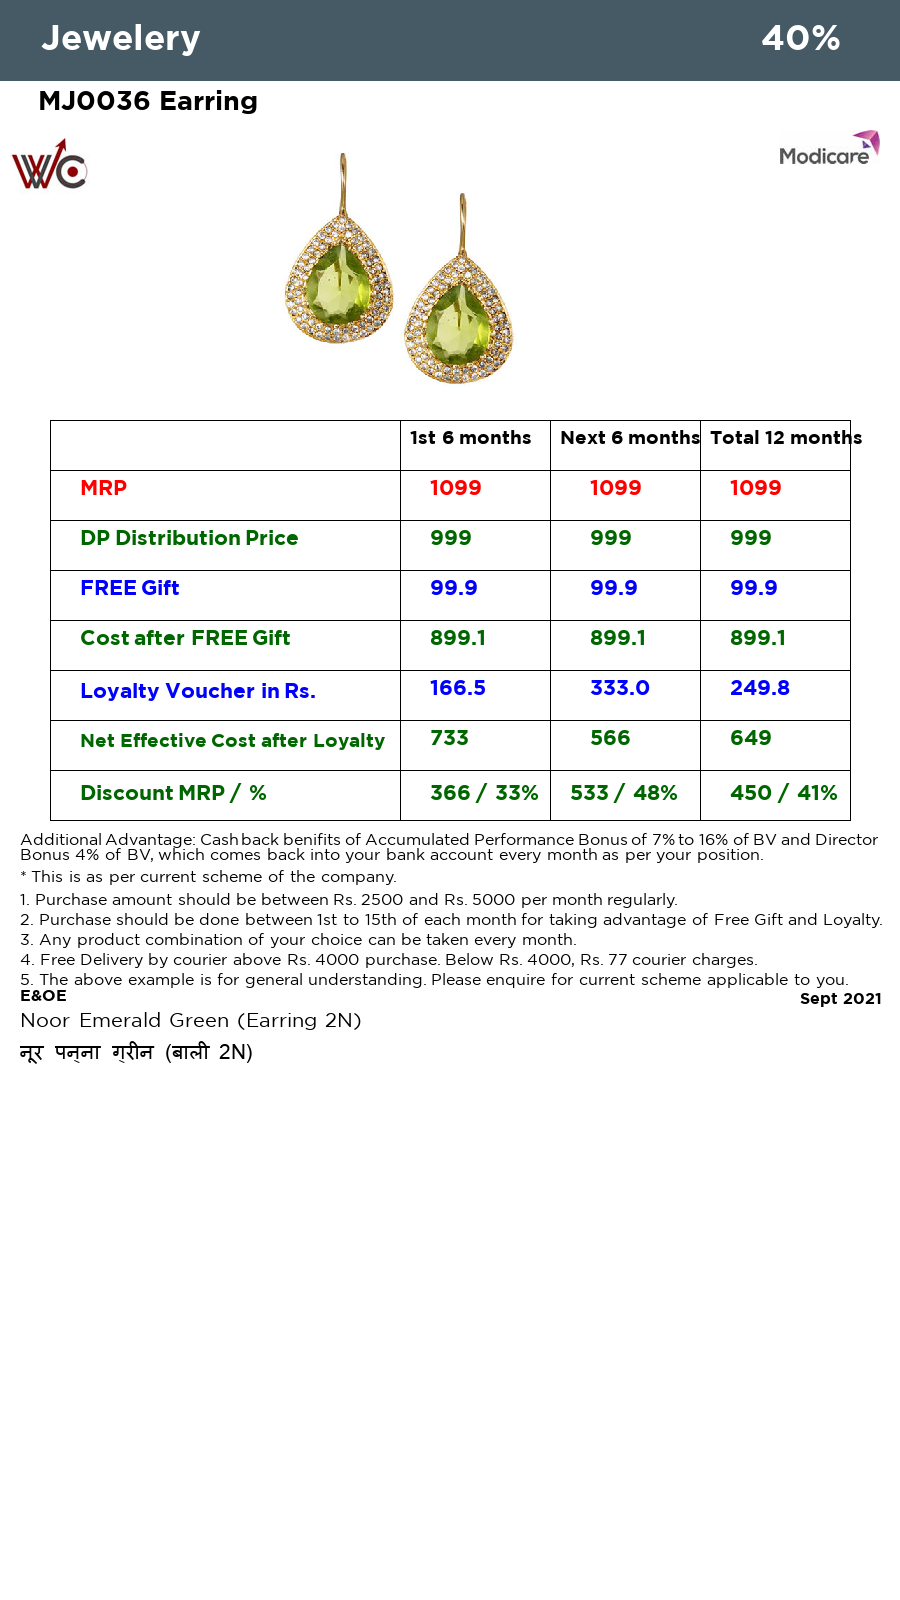 Jewelery 40%
MJ0036 Earring
WC
Modicare
1st 6 months Next 6 months Total 12 months
MRP 1099 1099 1099
DP Distribution Price 999 999 999
FREE Gift 99.9 99.9 99.9
Cost after FREE Gift 899.1 899.1 899.1
Loyalty Voucher in Rs. 166.5 333.0 249.8
Net Effective Cost after Loyalty 733 566 649
Discount MRP / % 366 / 33% 533 / 48% 450 / 41%
Additional Advantage: Cashback benifits of Accumulated Performance Bonus of 7% to 16% of BV and Director
Bonus 4% of BV, which comes back into your bank account every month as per your position.
* This is as per current scheme of the company.
1. Purchase amount should be between Rs. 2500 and Rs. 5000 per month regularly.
2. Purchase should be done between 1st to 15th of each month for taking advantage of Free Gift and Loyalty.
3. Any product combination of your choice can be taken every month.
4. Free Delivery by courier above Rs. 4000 purchase. Below Rs. 4000, Rs. 77 courier charges.
5. The above example is for general understanding. Please enquire for current scheme applicable to you.
E&OE Sept 2021
Noor Emerald Green (Earring 2N)
नूर पन्ना ग्रीन (बाली 2N)